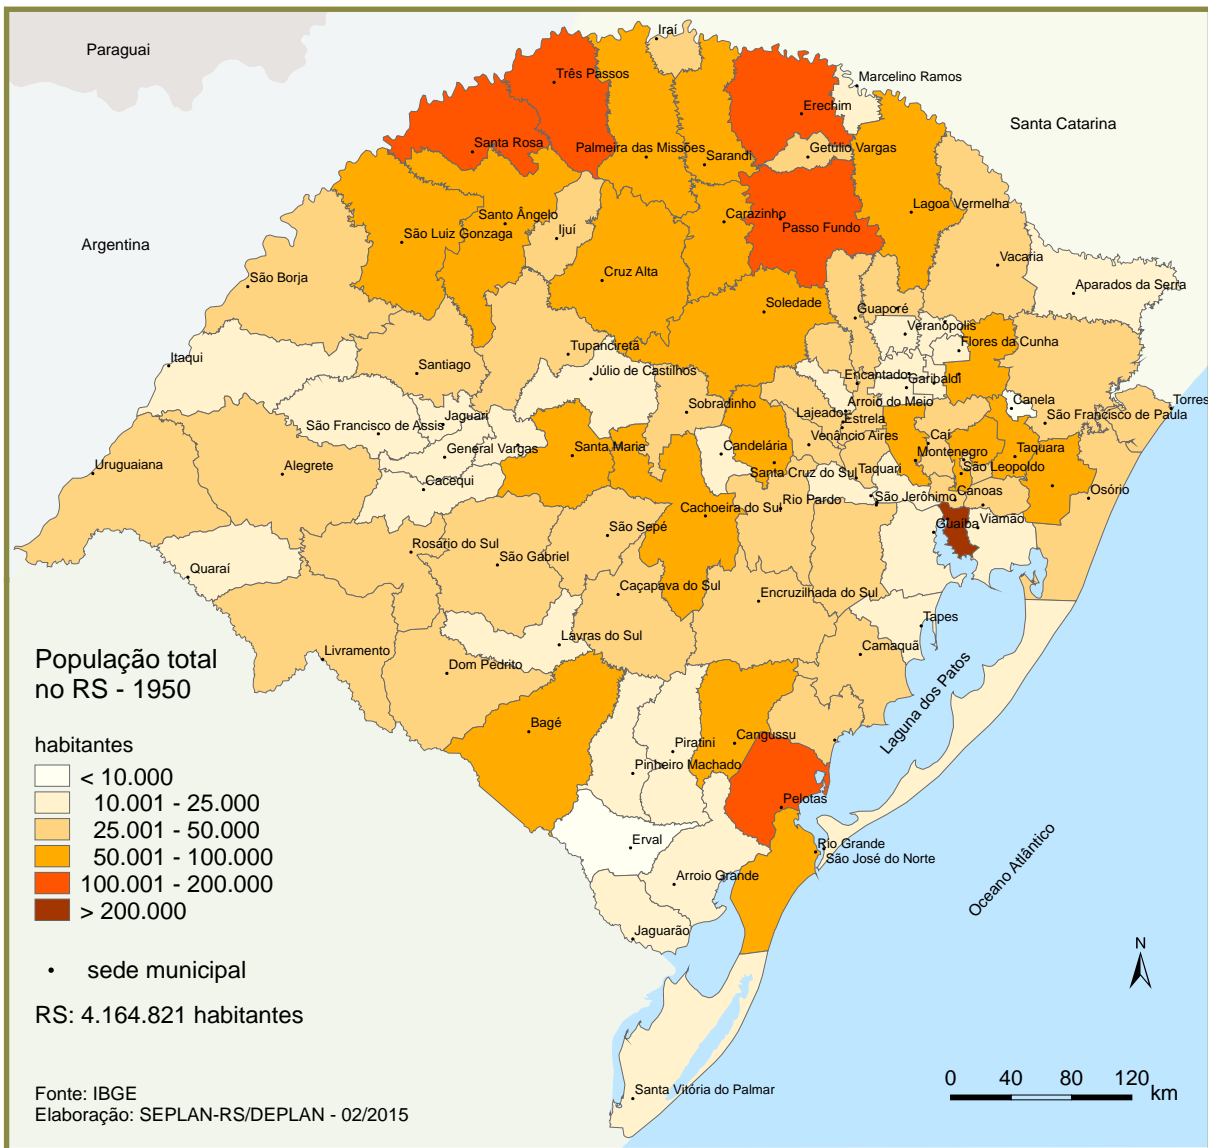 Paraguai
Iraí
Três Passos
Marcelino Ramos
Erechim
Santa Catarina
Santa Rosa
Palmeira das Missões
Sarandi
Getúlio Vargas
Argentina
Santo Ângelo
São Luiz Gonzaga
Ijuí
Carazinho
Passo Fundo
Lagoa Vermelha
Vacaria
São Borja
Cruz Alta
Aparados da Serra
Soledade
Guaporé
Veranópolis
Flores da Cunha
Itaqui
Santiago
Tupanciretã
Júlio de Castilhos
Encantado
Garibaldi
Sobradinho
Arroio do Meio
Canela
Torres
São Francisco de Paula
São Francisco de Assis
Jaguari
Lajeado
Estrela
General Vargas
Santa Maria
Candelária
Venâncio Aires
Caí
Montenegro
Taquara
Uruguaiana
Alegrete
Cacequi
Santa Cruz do Sul
Taquari
São Leopoldo
Rio Pardo
São Jerônimo
Canoas
Osório
Cachoeira do Sul
Guaíba
Viamão
São Sepé
Rosário do Sul
São Gabriel
Quaraí
Caçapava do Sul
Encruzilhada do Sul
Tapes
Lavras do Sul
Camaquã
Livramento
Dom Pedrito
Laguna dos Patos
População total
no RS - 1950
Bagé
Piratini
Cangussu
Pinheiro Machado
Pelotas
habitantes
< 10.000
10.001 - 25.000
25.001 - 50.000
50.001 - 100.000
100.001 - 200.000
> 200.000
Erval
Rio Grande
São José do Norte
Arroio Grande
Oceano Atlântico
Jaguarão
sede municipal
RS: 4.164.821 habitantes
N
Santa Vitória do Palmar
Fonte: IBGE
Elaboração: SEPLAN-RS/DEPLAN - 02/2015
0 40 80 120
km